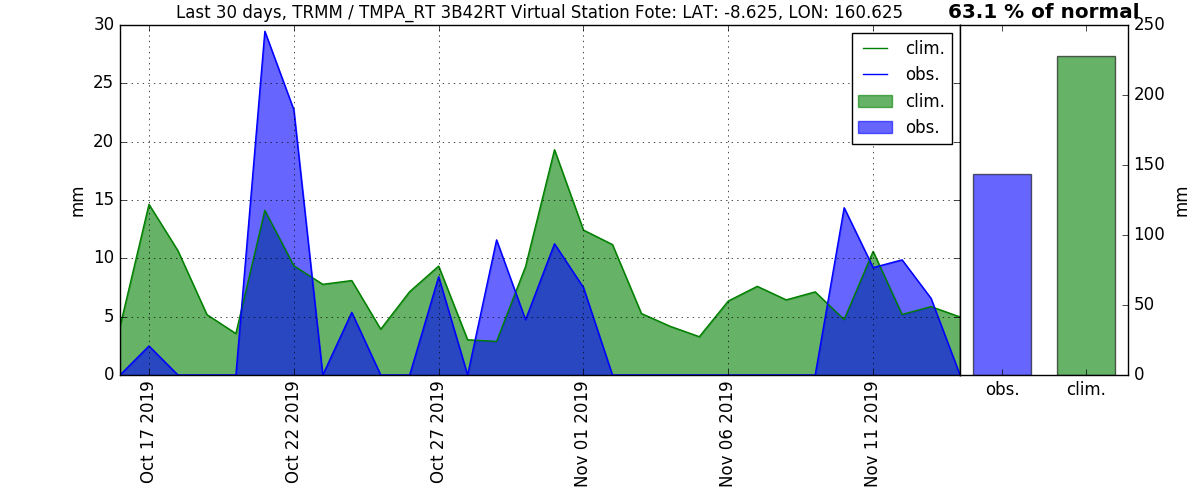 Last 30 days, TRMM / TMPA_RT 3B42RT Virtual Station Fote: LAT: -8.625, LON: 160.625
63.1 % of normal
30
25
20
15
10
5
0
mm
clim.
obs.
clim.
obs.
250
200
150
100
50
0
mm
Oct 17 2019
Oct 22 2019
Oct 27 2019
Nov 01 2019
Nov 06 2019
Nov 11 2019
obs.
clim.